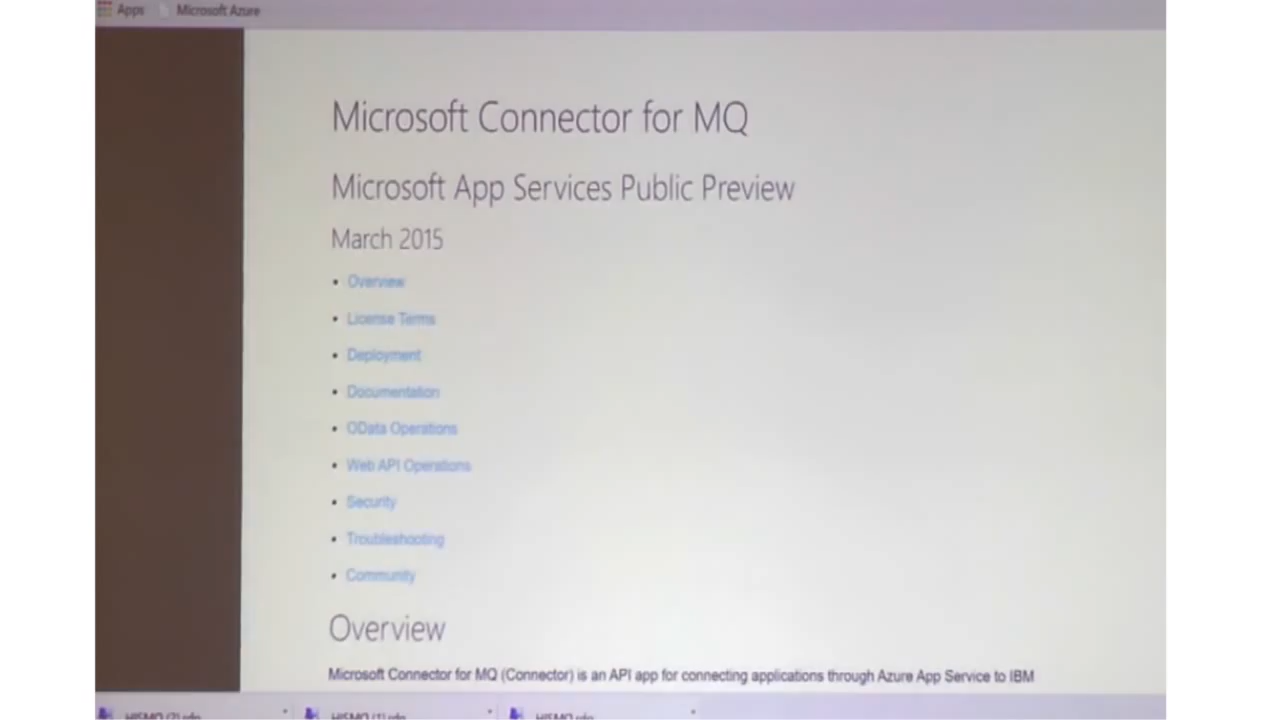 Apps Microsoft Azure
Microsoft Connector for MQ
Microsoft App Services Public Preview
March 2015
• Overview
• License Terms
• Deployment
• Documentation
• OData Operations
• Web API Operations
• Security
• Troubleshooting
• Community
Overview
Microsoft Connector for MQ (Connector) is an API app for connecting applications through Azure App Service to IBM